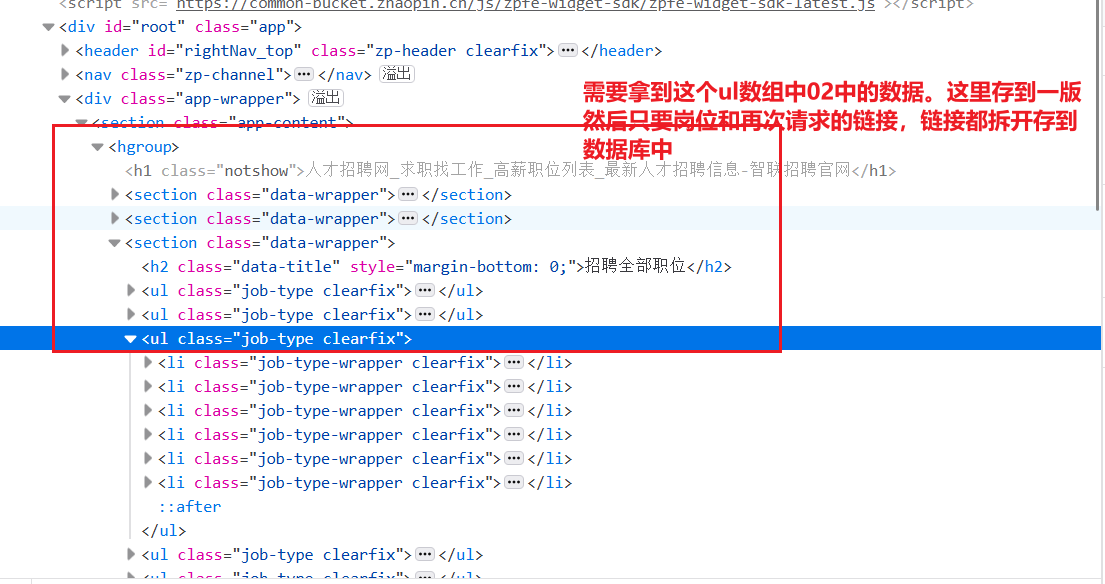 <script src="https://common-bucket.zhaopin.cn/js/zpfe-widget-sdk/zpfe-widget-sdk-latest.js"></script>
<div id="root" class="app">
<header id="rightNav_top" class="zp-header clearfix">…</header>
<nav class="zp-channel">…</nav> 溢出
<div class="app-wrapper"> 溢出
<section class="app-content">
需要拿到这个ul数组中02中的数据。这里存到一版
然后只要岗位和再次请求的链接，链接都拆开存到
数据库中
<hgroup>
<h1 class="notshow">人才招聘网_求职找工作_高薪职位列表_最新人才招聘信息-智联招聘官网</h1>
<section class="data-wrapper">…</section>
<section class="data-wrapper">…</section>
<section class="data-wrapper">
<h2 class="data-title" style="margin-bottom: 0;">招聘全部职位</h2>
<ul class="job-type clearfix">…</ul>
<ul class="job-type clearfix">…</ul>
<ul class="job-type clearfix">
<li class="job-type-wrapper clearfix">…</li>
<li class="job-type-wrapper clearfix">…</li>
<li class="job-type-wrapper clearfix">…</li>
<li class="job-type-wrapper clearfix">…</li>
<li class="job-type-wrapper clearfix">…</li>
<li class="job-type-wrapper clearfix">…</li>
::after
</ul>
<ul class="job-type clearfix">…</ul>
<ul class="job-type clearfix">…</ul>